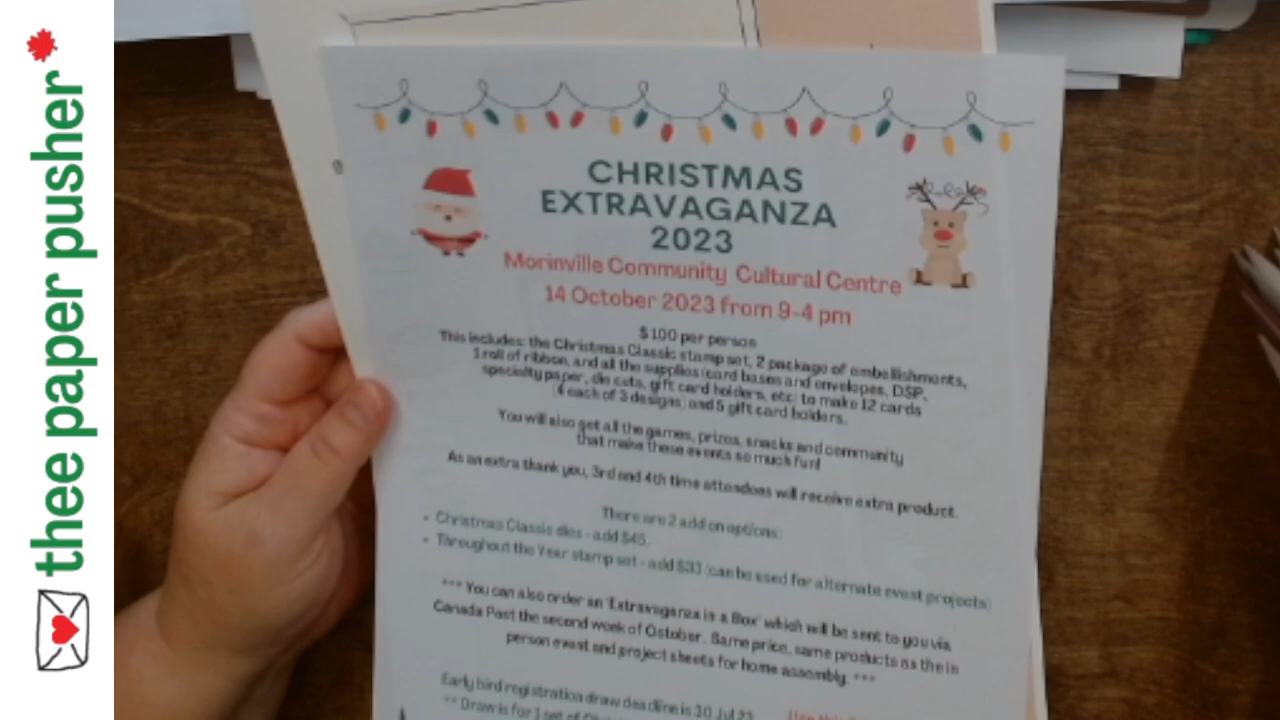 thee paper pusher
CHRISTMAS
EXTRAVAGANZA
2023
Morinville Community Cultural Centre
14 October 2023 from 9-4 pm
$100 per person
This includes: the Christmas Classic stamp set, 2 package of embellishments,
1 roll of ribbon, and all the supplies (card bases and envelopes, DSP,
specialty paper, die cuts, gift card holders, etc) to make 12 cards
(4 each of 3 designs) and 5 gift card holders.
You will also get all the games, prizes, snacks and community
that make these events so much fun!
As an extra thank you, 3rd and 4th time attendees will receive extra product.
There are 2 add on options:
• Christmas Classic dies - add $45.
• Throughout the Year stamp set - add $33 (can be used for alternate event projects)
*** You can also order an 'Extravaganza in a Box' which will be sent to you via
Canada Post the second week of October. Same price, same products as the in
person event and project sheets for home assembly. ***
Early bird registration draw deadline is 30 Jul 23
** Draw is for 1 set of
Use this